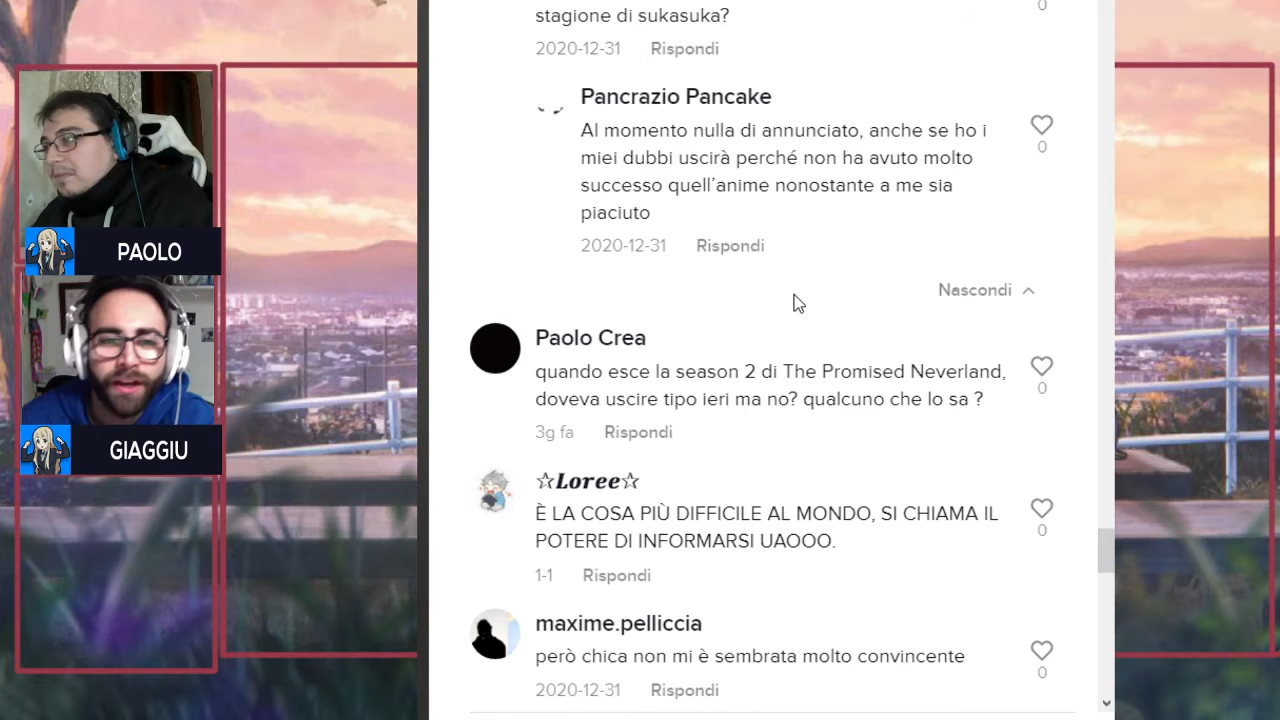 stagione di sukasuka?
0
2020-12-31 Rispondi
Pancrazio Pancake
Al momento nulla di annunciato, anche se ho i
miei dubbi uscirà perché non ha avuto molto
successo quell'anime nonostante a me sia
piaciuto
0
2020-12-31 Rispondi
Nascondi
Paolo Crea
quando esce la season 2 di The Promised Neverland,
doveva uscire tipo ieri ma no? qualcuno che lo sa ?
0
3g fa Rispondi
☆Loree☆
È LA COSA PIÙ DIFFICILE AL MONDO, SI CHIAMA IL
POTERE DI INFORMARSI UAOOO.
0
1-1 Rispondi
maxime.pelliccia
però chica non mi è sembrata molto convincente
0
2020-12-31 Rispondi
PAOLO
GIAGGIU